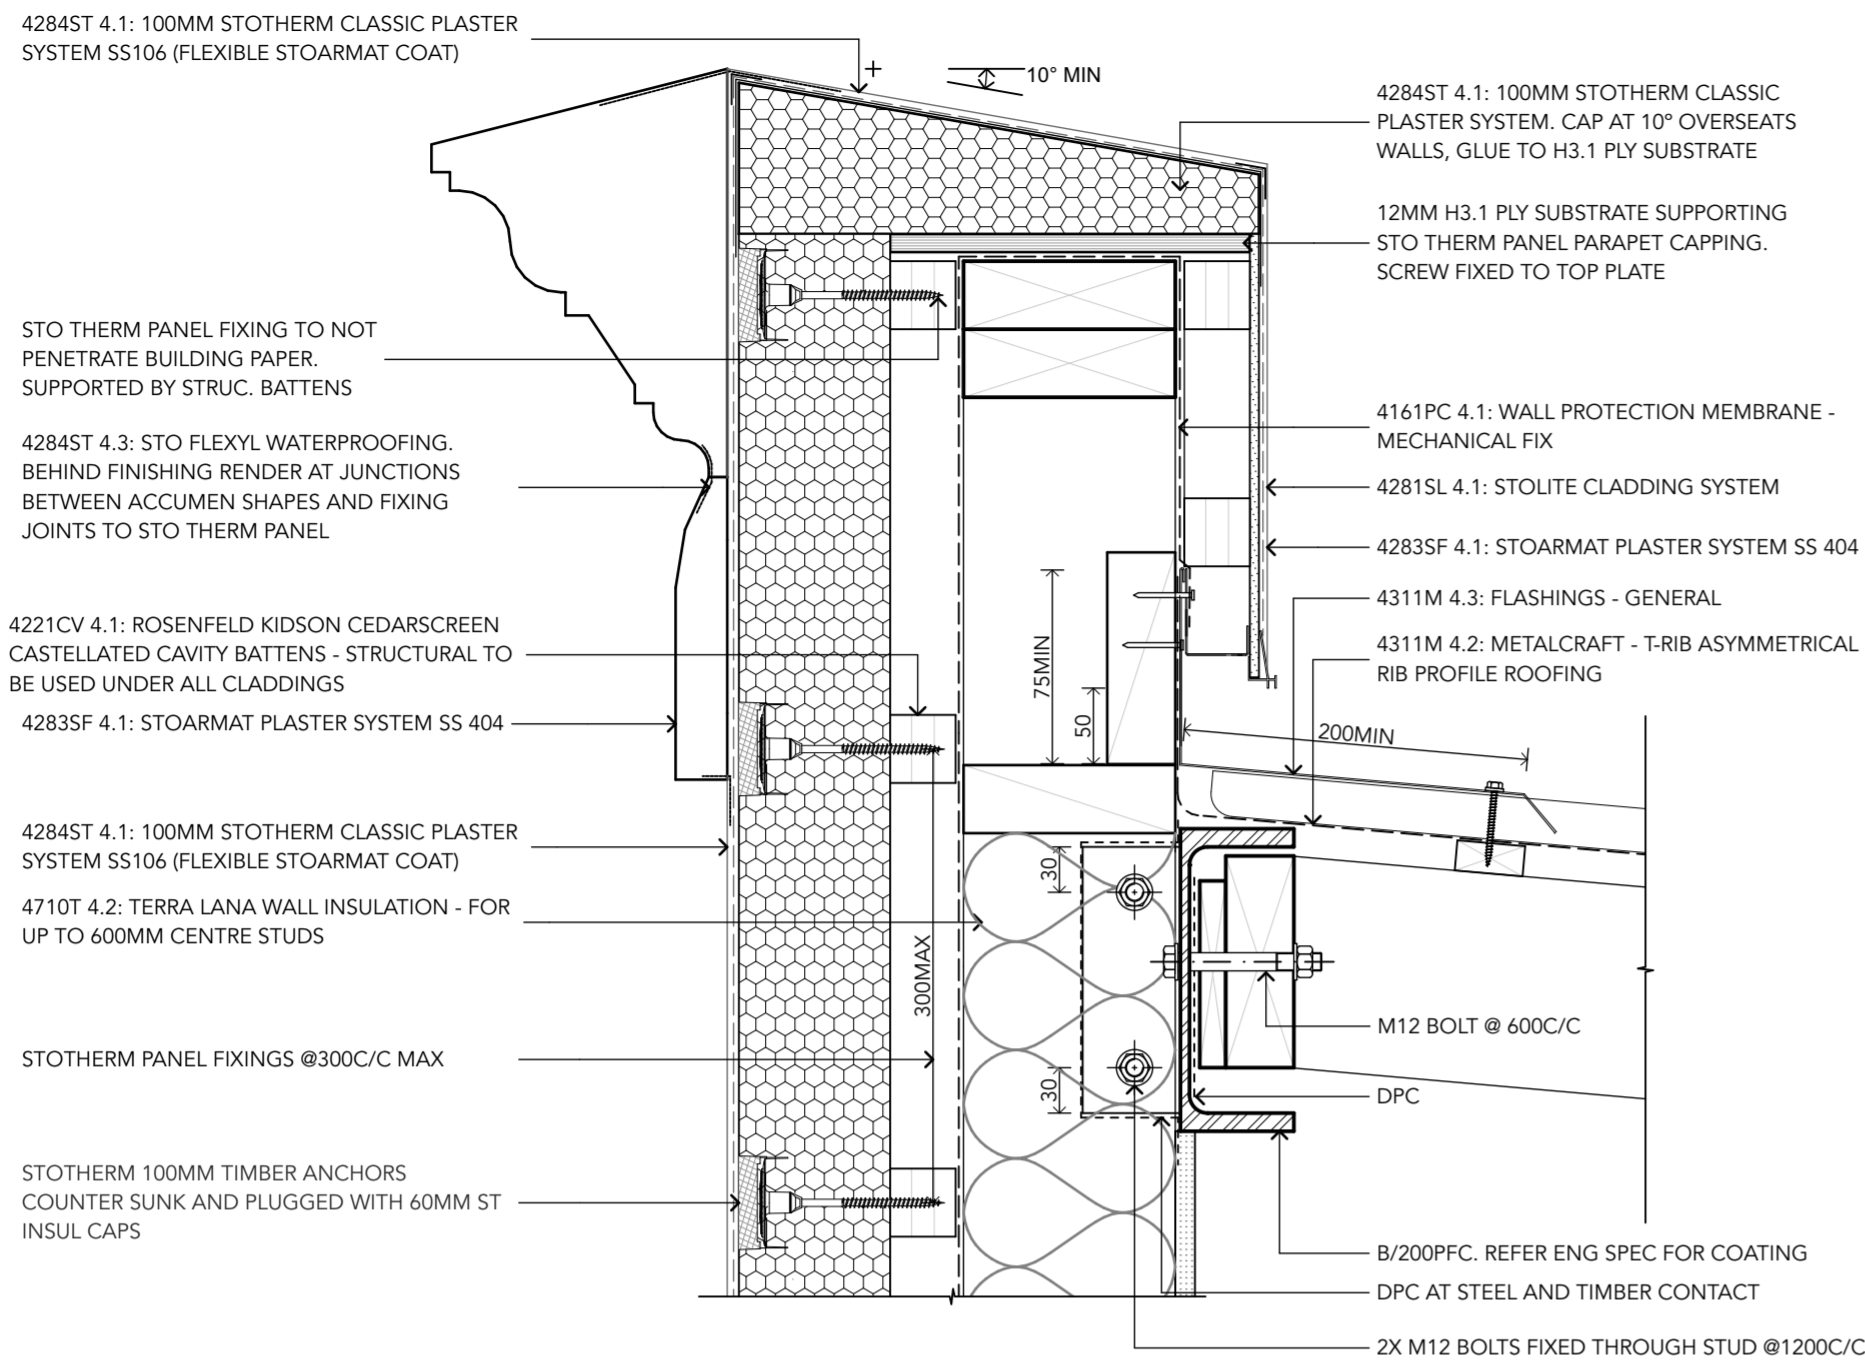 4284ST 4.1: 100MM STOTHERM CLASSIC PLASTER
SYSTEM SS106 (FLEXIBLE STOARMAT COAT)
STO THERM PANEL FIXING TO NOT
PENETRATE BUILDING PAPER.
SUPPORTED BY STRUC. BATTENS
4284ST 4.3: STO FLEXYL WATERPROOFING.
BEHIND FINISHING RENDER AT JUNCTIONS
BETWEEN ACCUMEN SHAPES AND FIXING
JOINTS TO STO THERM PANEL
4221CV 4.1: ROSENFELD KIDSON CEDARSCREEN
CASTELLATED CAVITY BATTENS - STRUCTURAL TO
BE USED UNDER ALL CLADDINGS
4283SF 4.1: STOARMAT PLASTER SYSTEM SS 404
4284ST 4.1: 100MM STOTHERM CLASSIC PLASTER
SYSTEM SS106 (FLEXIBLE STOARMAT COAT)
4710T 4.2: TERRA LANA WALL INSULATION - FOR
UP TO 600MM CENTRE STUDS
STOTHERM PANEL FIXINGS @300C/C MAX
STOTHERM 100MM TIMBER ANCHORS
COUNTER SUNK AND PLUGGED WITH 60MM ST
INSUL CAPS
10° MIN
75MIN
50
200MIN
30
300MAX
30
4284ST 4.1: 100MM STOTHERM CLASSIC
PLASTER SYSTEM. CAP AT 10° OVERSEATS
WALLS, GLUE TO H3.1 PLY SUBSTRATE
12MM H3.1 PLY SUBSTRATE SUPPORTING
STO THERM PANEL PARAPET CAPPING.
SCREW FIXED TO TOP PLATE
4161PC 4.1: WALL PROTECTION MEMBRANE -
MECHANICAL FIX
4281SL 4.1: STOLITE CLADDING SYSTEM
4283SF 4.1: STOARMAT PLASTER SYSTEM SS 404
4311M 4.3: FLASHINGS - GENERAL
4311M 4.2: METALCRAFT - T-RIB ASYMMETRICAL
RIB PROFILE ROOFING
M12 BOLT @ 600C/C
DPC
B/200PFC. REFER ENG SPEC FOR COATING
DPC AT STEEL AND TIMBER CONTACT
2X M12 BOLTS FIXED THROUGH STUD @1200C/C